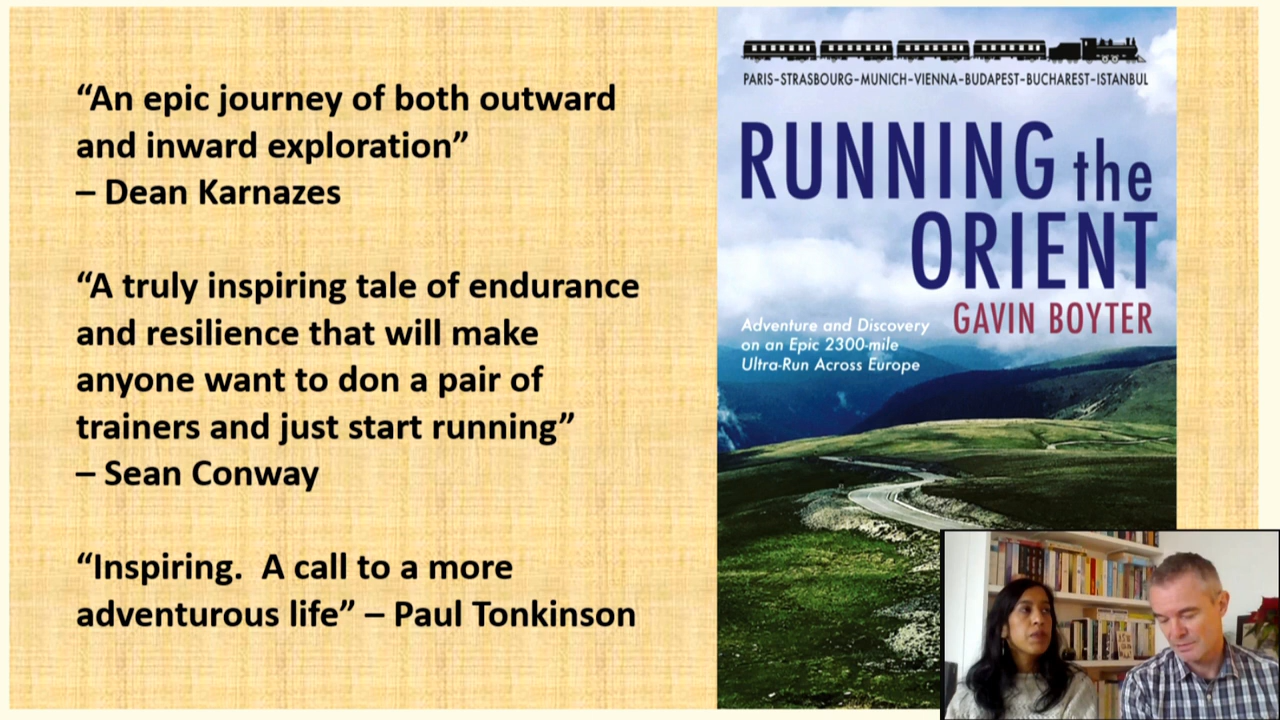 “An epic journey of both outward
and inward exploration”
– Dean Karnazes
“A truly inspiring tale of endurance
and resilience that will make
anyone want to don a pair of
trainers and just start running”
– Sean Conway
“Inspiring.  A call to a more
adventurous life” – Paul Tonkinson
PARIS–STRASBOURG–MUNICH–VIENNA–BUDAPEST–BUCHAREST–ISTANBUL
RUNNING the
ORIENT
GAVIN BOYTER
Adventure and Discovery
on an Epic 2300-mile
Ultra-Run Across Europe